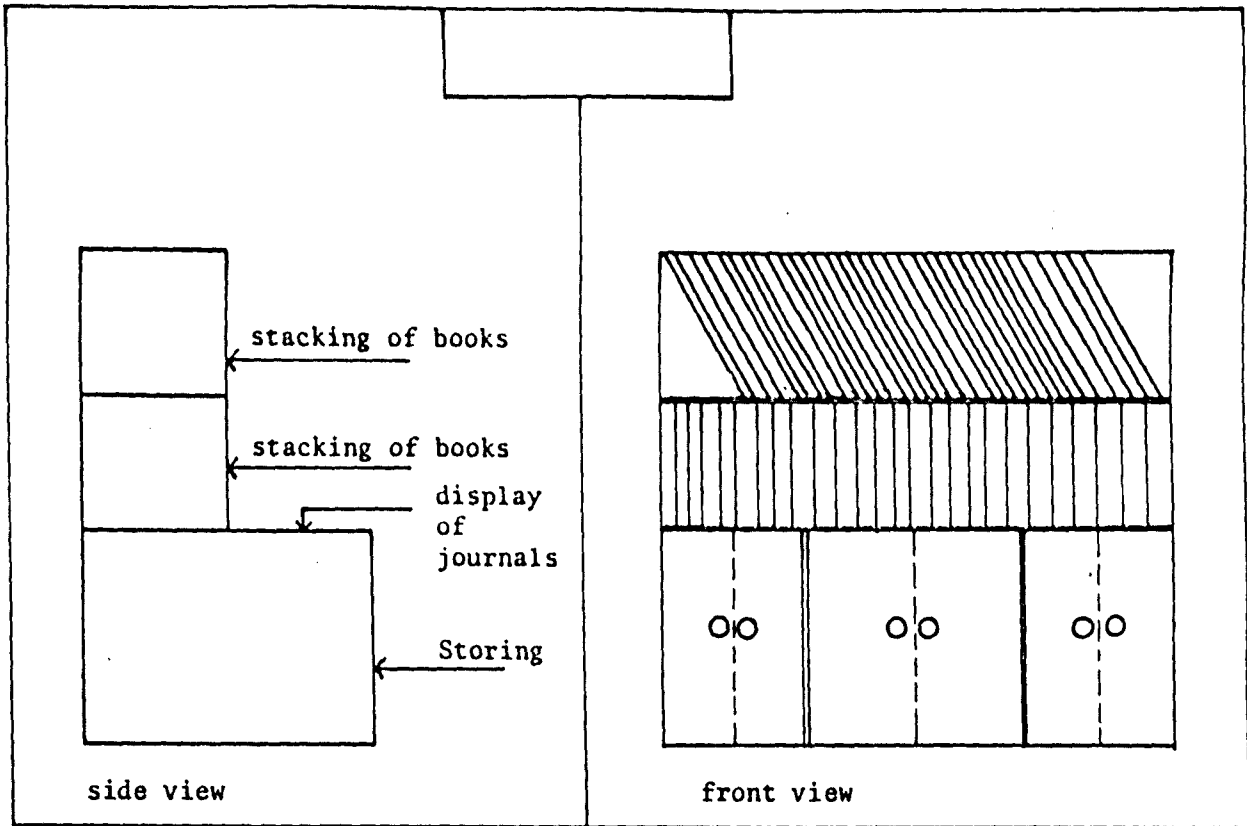 stacking of books
stacking of books
display
of
journals
Storing
side view
front view